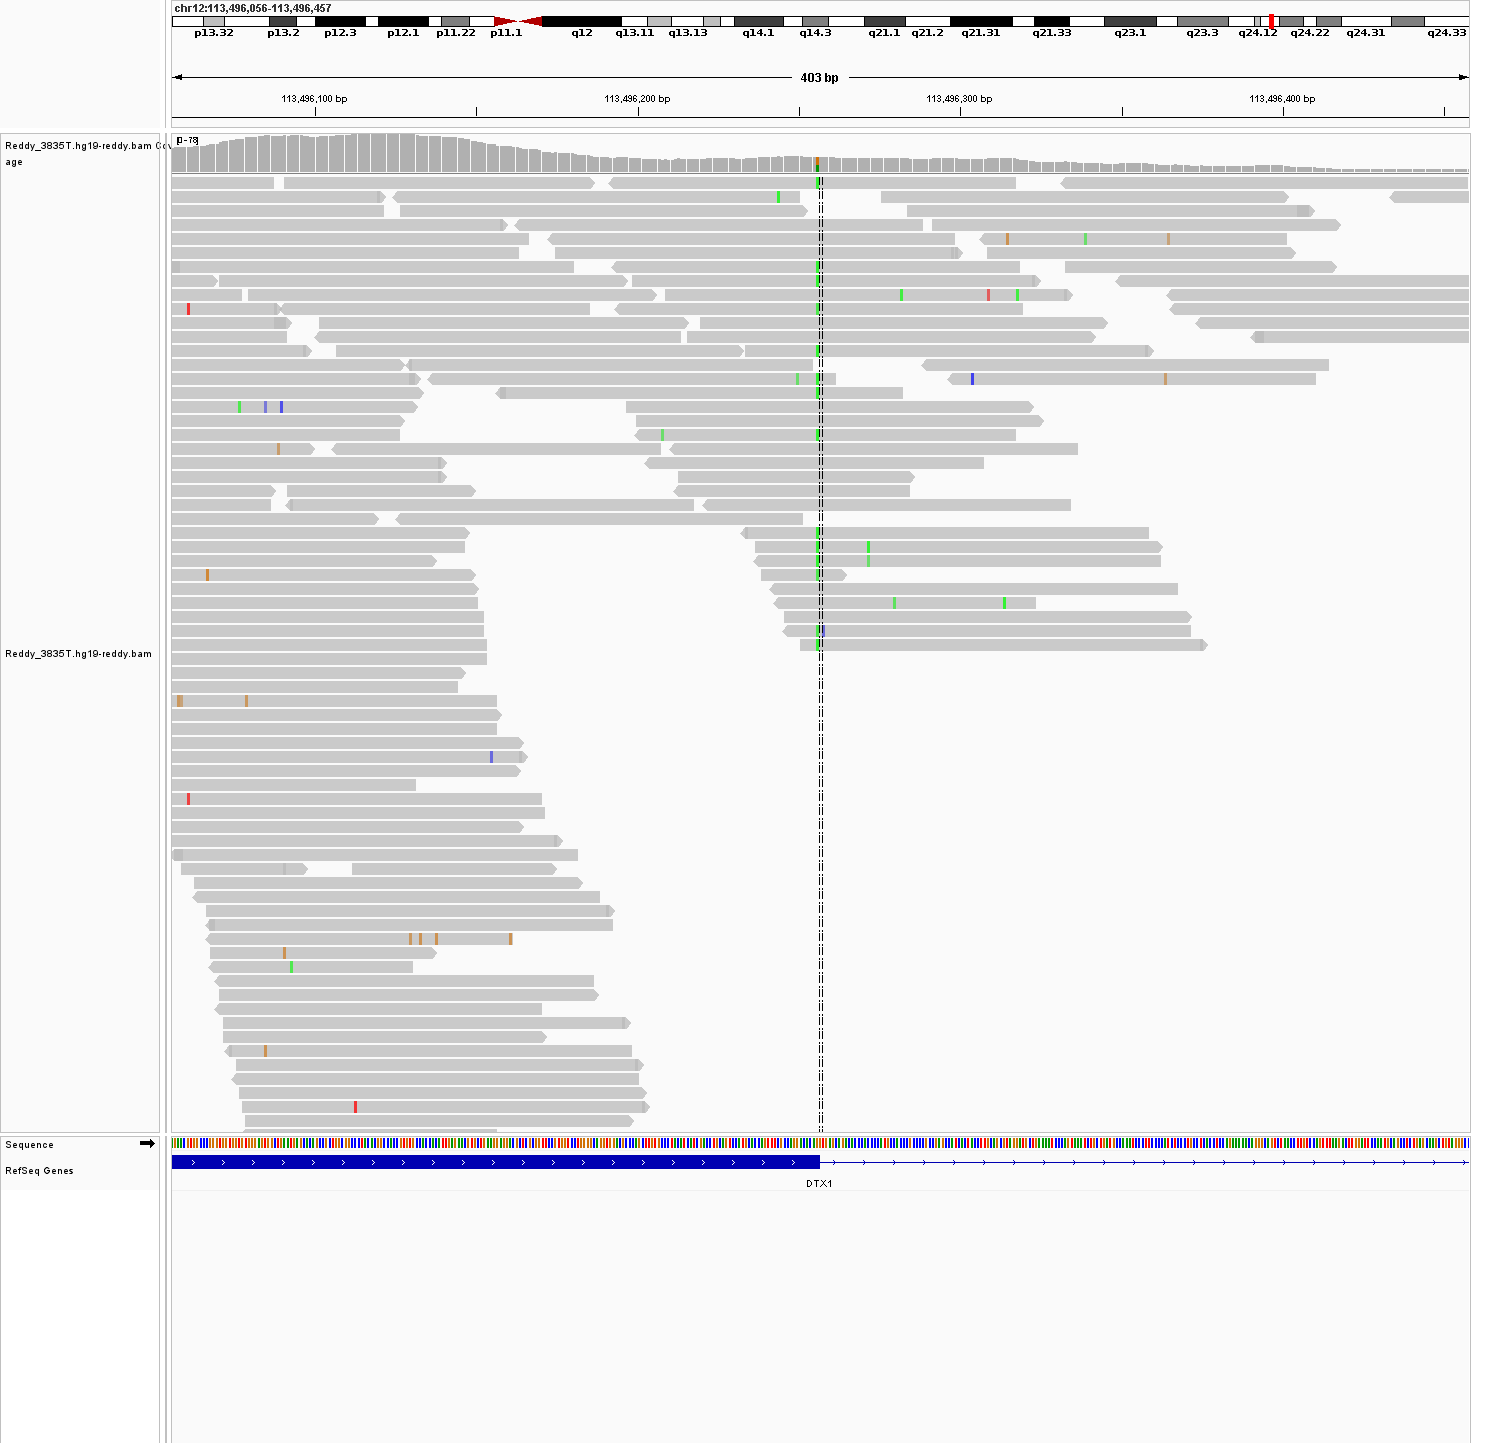 chr12:113,496,056-113,496,457
p13.32 p13.2 p12.3 p12.1 p11.22 p11.1 q12 q13.11 q13.13 q14.1 q14.3 q21.1 q21.2 q21.31 q21.33 q23.1 q23.3 q24.12 q24.22 q24.31 q24.33
403 bp
113,496,100 bp 113,496,200 bp 113,496,300 bp 113,496,400 bp
[0-78]
Reddy_3835T.hg19-reddy.bam Cov
age
Reddy_3835T.hg19-reddy.bam
Sequence
RefSeq Genes
DTX1